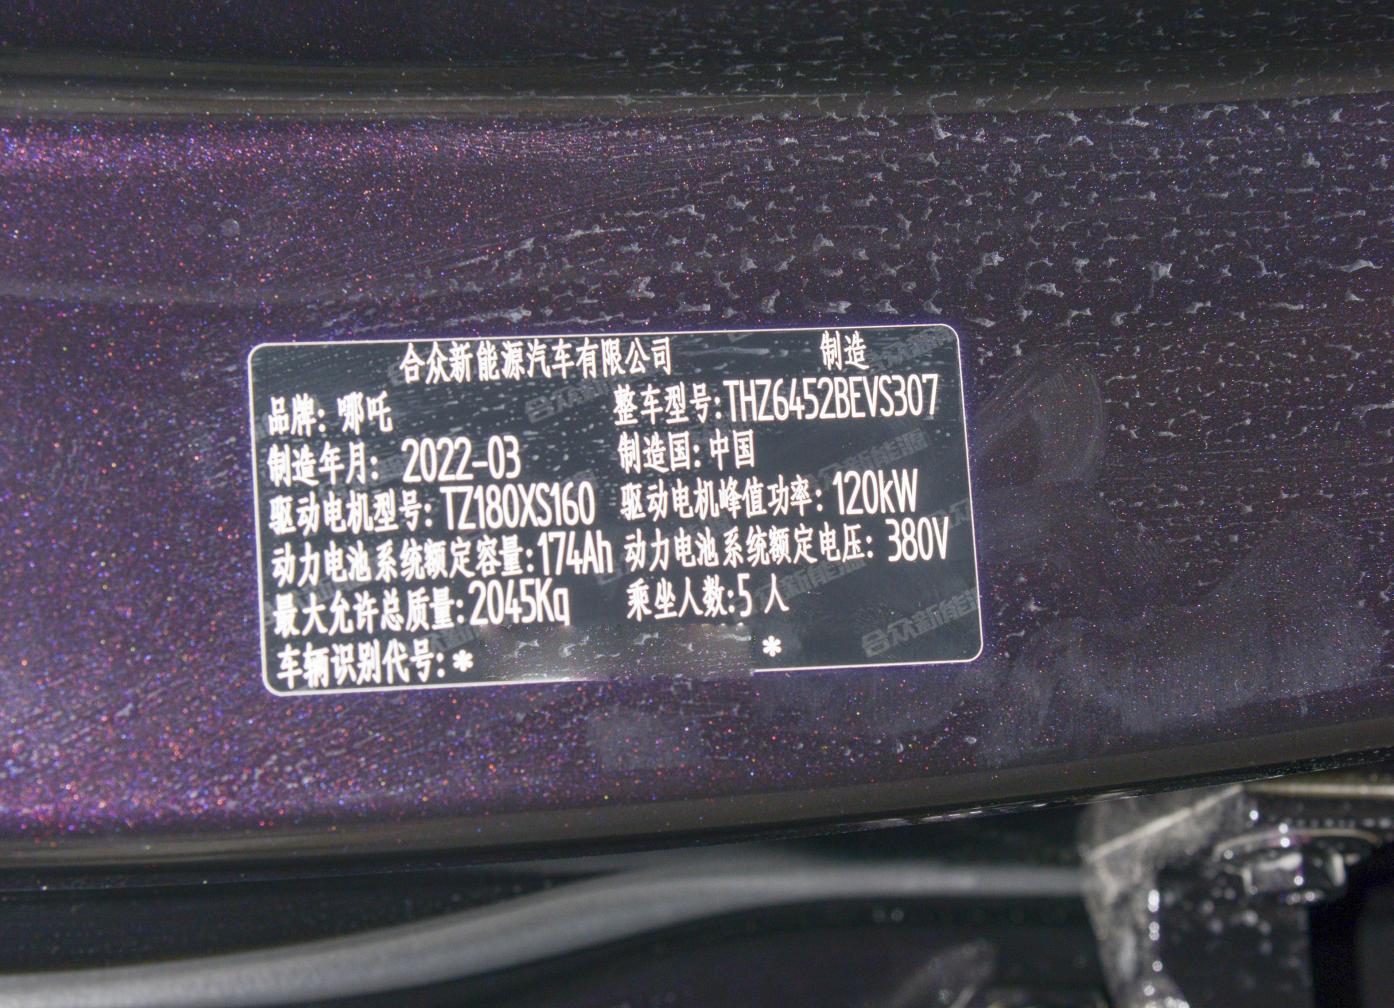 合众新能源汽车有限公司 制造
品牌: 哪吒 整车型号:THZ6452BEVS307
制造年月: 2022-03 制造国:中国
驱动电机型号:TZ180XS160 驱动电机峰值功率: 120kW
动力电池系统额定容量:174Ah 动力电池系统额定电压: 380V
最大允许总质量:2045Kg 乘坐人数:5 人
车辆识别代号:* *